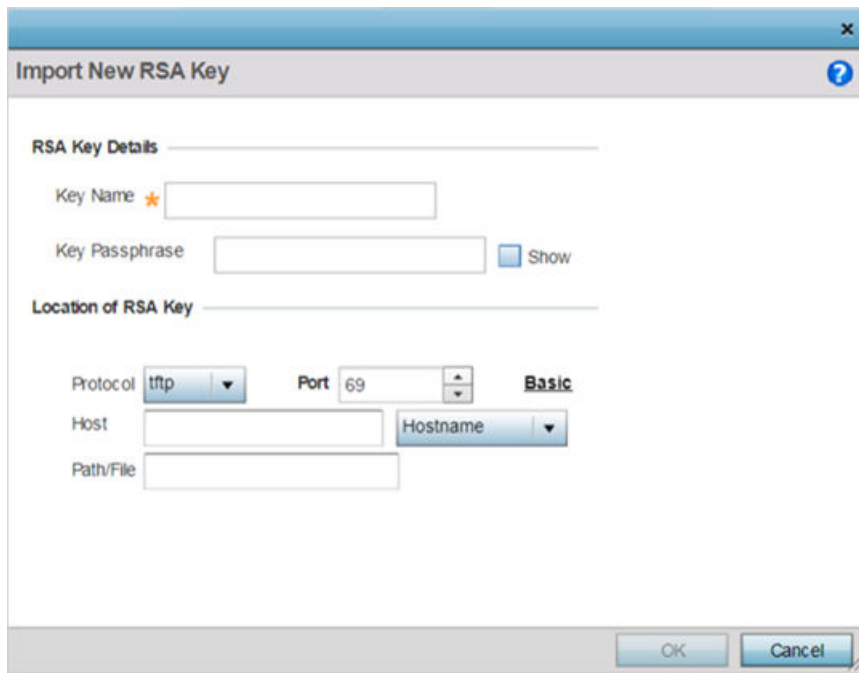 Import New RSA Key
RSA Key Details
Key Name *
Key Passphrase Show
Location of RSA Key
Protocol tftp Port 69 Basic
Host Hostname
Path/File
OK Cancel